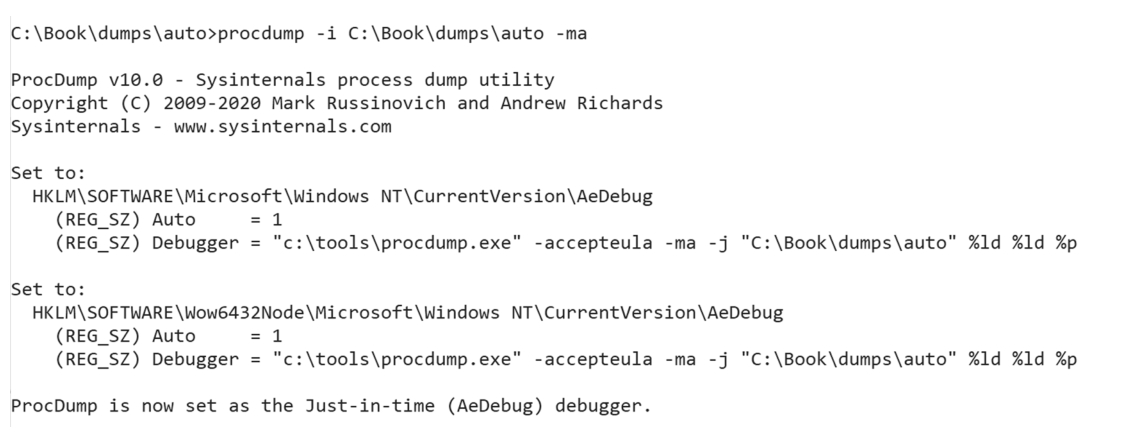 C:\Book\dumps\auto>procdump -i C:\Book\dumps\auto -ma
ProcDump v10.0 - Sysinternals process dump utility
Copyright (C) 2009-2020 Mark Russinovich and Andrew Richards
Sysinternals - www.sysinternals.com
Set to:
  HKLM\SOFTWARE\Microsoft\Windows NT\CurrentVersion\AeDebug
    (REG_SZ) Auto     = 1
    (REG_SZ) Debugger = "c:\tools\procdump.exe" -accepteula -ma -j "C:\Book\dumps\auto" %ld %ld %p
Set to:
  HKLM\SOFTWARE\Wow6432Node\Microsoft\Windows NT\CurrentVersion\AeDebug
    (REG_SZ) Auto     = 1
    (REG_SZ) Debugger = "c:\tools\procdump.exe" -accepteula -ma -j "C:\Book\dumps\auto" %ld %ld %p
ProcDump is now set as the Just-in-time (AeDebug) debugger.